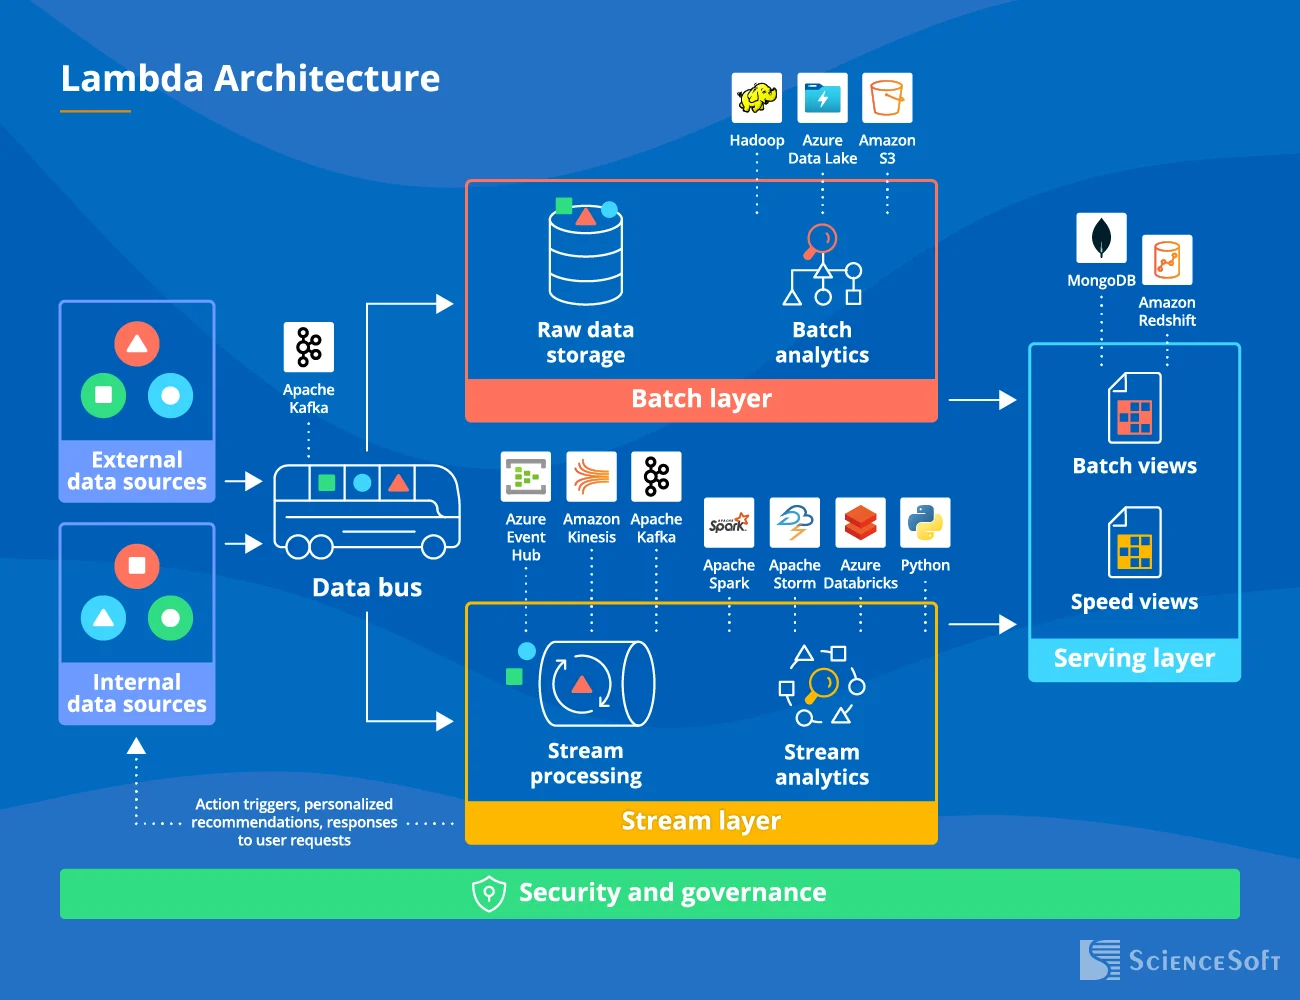 Lambda Architecture
Hadoop
Azure
Data Lake
Amazon
S3
Raw data
storage
Batch
analytics
Batch layer
MongoDB
Amazon
Redshift
External
data sources
Internal
data sources
Apache
Kafka
Data bus
Azure
Event
Hub
Amazon
Kinesis
Apache
Kafka
APACHE
Spark
Apache
Spark
Apache
Storm
Azure
Databricks
Python
Stream
processing
Stream
analytics
Stream layer
Batch views
Speed views
Serving layer
Action triggers, personalized
recommendations, responses
to user requests
Security and governance
ScienceSoft